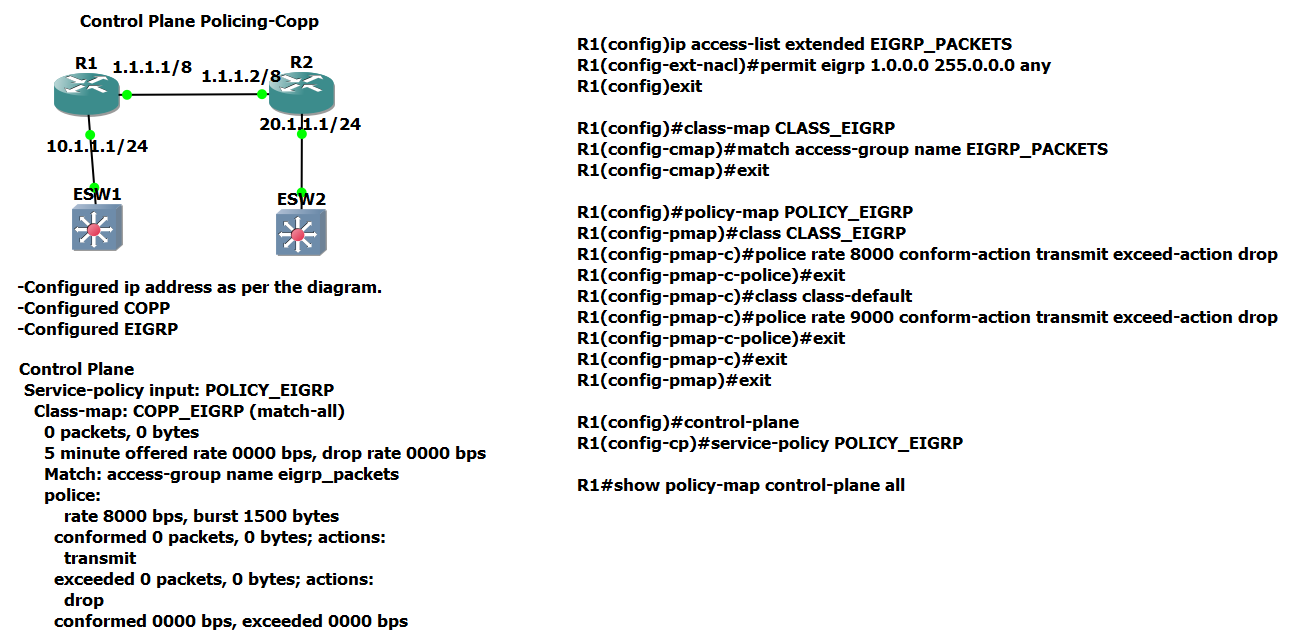 Control Plane Policing-Copp
R1
1.1.1.1/8
1.1.1.2/8
R2
10.1.1.1/24
20.1.1.1/24
ESW1
ESW2
-Configured ip address as per the diagram.
-Configured COPP
-Configured EIGRP
Control Plane
Service-policy input: POLICY_EIGRP
Class-map: COPP_EIGRP (match-all)
0 packets, 0 bytes
5 minute offered rate 0000 bps, drop rate 0000 bps
Match: access-group name eigrp_packets
police:
rate 8000 bps, burst 1500 bytes
conformed 0 packets, 0 bytes; actions:
transmit
exceeded 0 packets, 0 bytes; actions:
drop
conformed 0000 bps, exceeded 0000 bps
R1(config)ip access-list extended EIGRP_PACKETS
R1(config-ext-nacl)#permit eigrp 1.0.0.0 255.0.0.0 any
R1(config)exit
R1(config)#class-map CLASS_EIGRP
R1(config-cmap)#match access-group name EIGRP_PACKETS
R1(config-cmap)#exit
R1(config)#policy-map POLICY_EIGRP
R1(config-pmap)#class CLASS_EIGRP
R1(config-pmap-c)#police rate 8000 conform-action transmit exceed-action drop
R1(config-pmap-c-police)#exit
R1(config-pmap-c)#class class-default
R1(config-pmap-c)#police rate 9000 conform-action transmit exceed-action drop
R1(config-pmap-c-police)#exit
R1(config-pmap-c)#exit
R1(config-pmap)#exit
R1(config)#control-plane
R1(config-cp)#service-policy POLICY_EIGRP
R1#show policy-map control-plane all